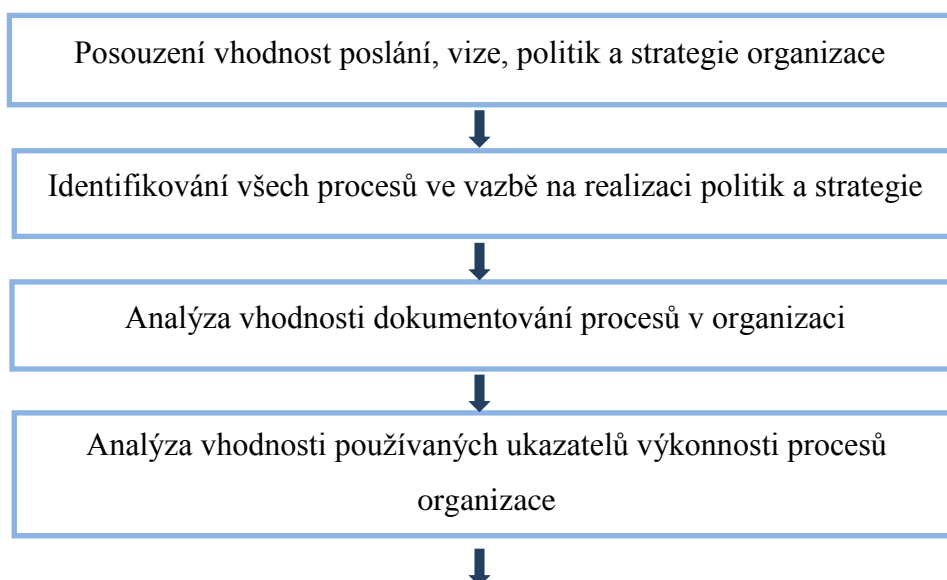 Posouzení vhodnost poslání, vize, politik a strategie organizace
Identifikování všech procesů ve vazbě na realizaci politik a strategie
Analýza vhodnosti dokumentování procesů v organizaci
Analýza vhodnosti používaných ukazatelů výkonnosti procesů
organizace